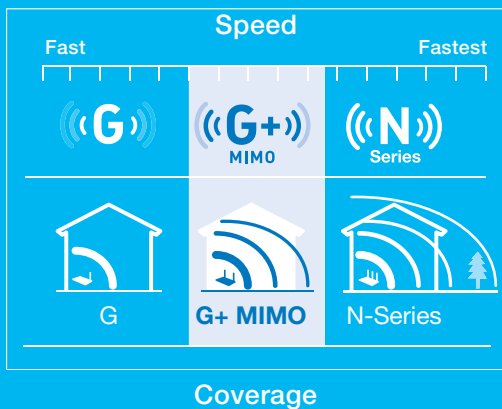 Speed
Fast Fastest
G G+ N
MIMO Series
G G+ MIMO N-Series
Coverage